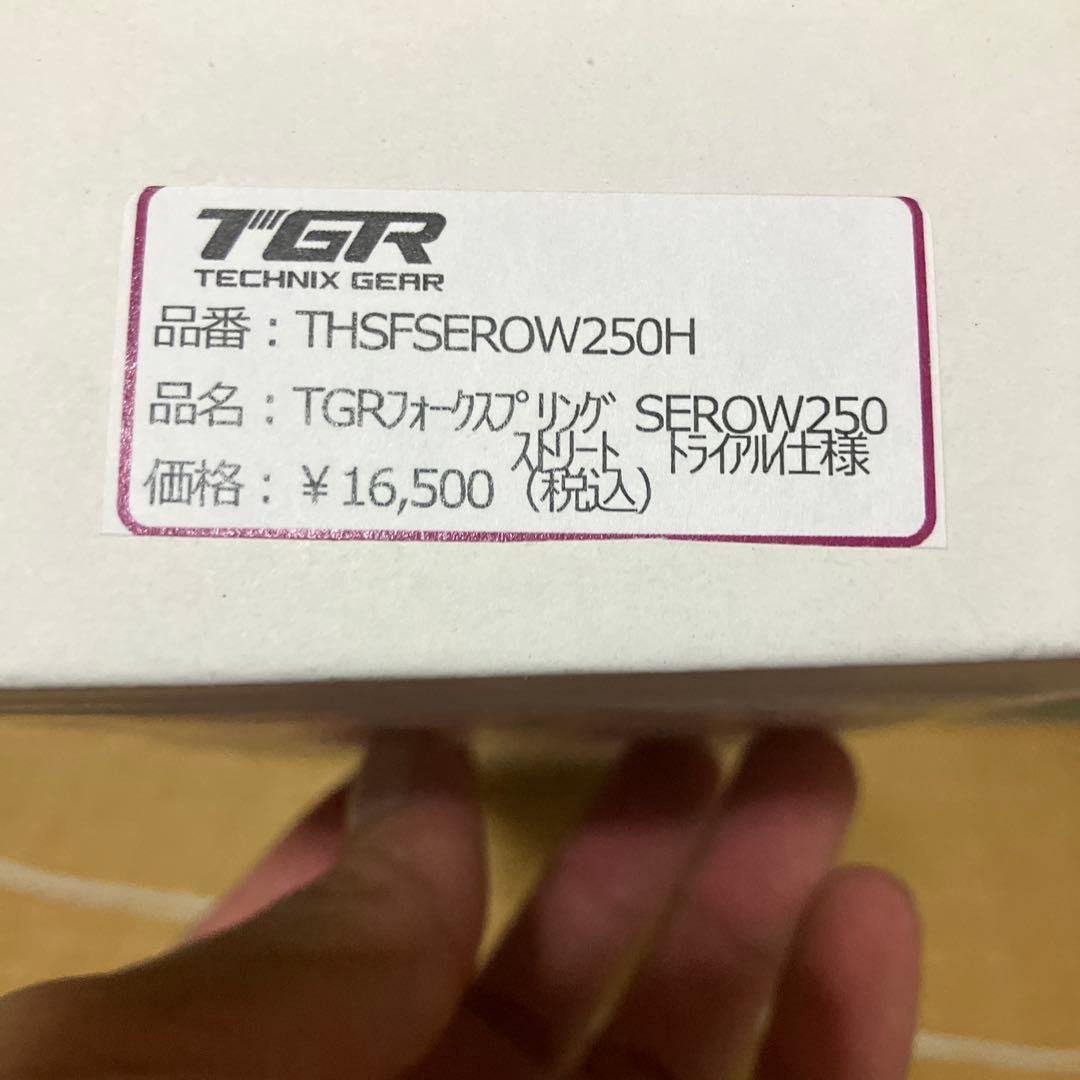 TGR
TECHNIX GEAR
品番：THSFSEROW250H
品名：TGRﾌｫｰｸｽﾌﾟﾘﾝｸﾞ SEROW250
ｽﾄﾘｰﾄ ﾄﾗｲｱﾙ仕様
価格：￥16,500（税込）